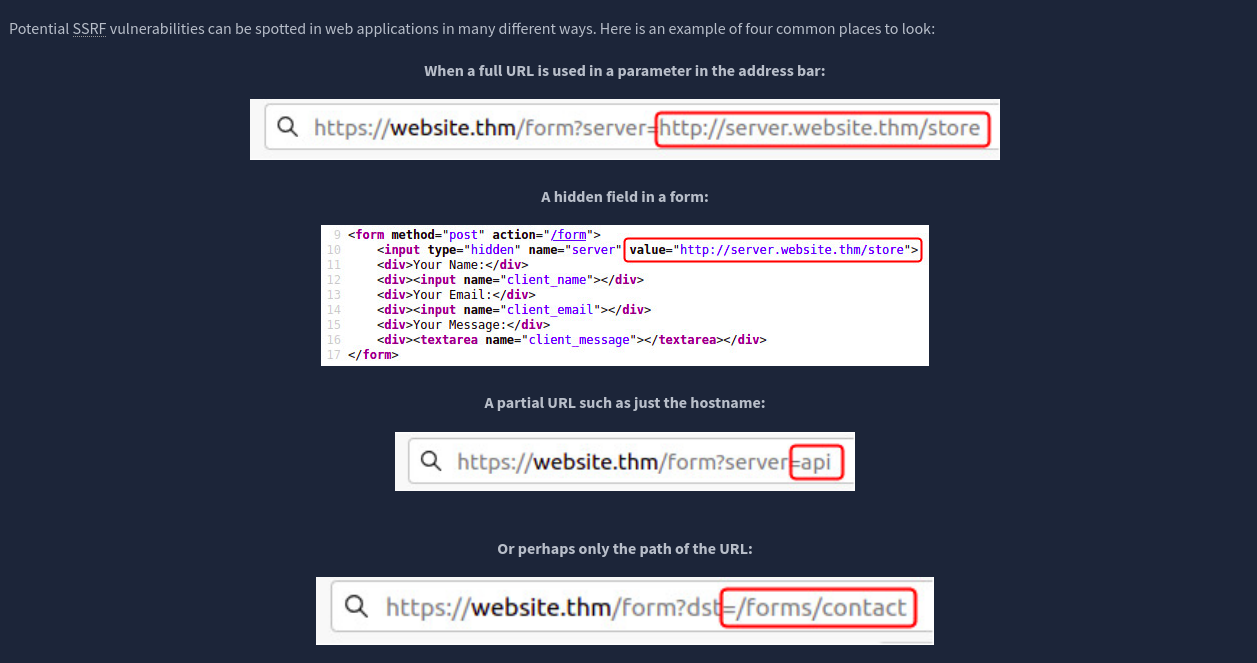 Potential SSRF vulnerabilities can be spotted in web applications in many different ways. Here is an example of four common places to look:
When a full URL is used in a parameter in the address bar:
https://website.thm/form?server=http://server.website.thm/store
A hidden field in a form:
9 <form method="post" action="/form">
10     <input type="hidden" name="server" value="http://server.website.thm/store">
11     <div>Your Name:</div>
12     <div><input name="client_name"></div>
13     <div>Your Email:</div>
14     <div><input name="client_email"></div>
15     <div>Your Message:</div>
16     <div><textarea name="client_message"></textarea></div>
17 </form>
A partial URL such as just the hostname:
https://website.thm/form?server=api
Or perhaps only the path of the URL:
https://website.thm/form?dst=/forms/contact